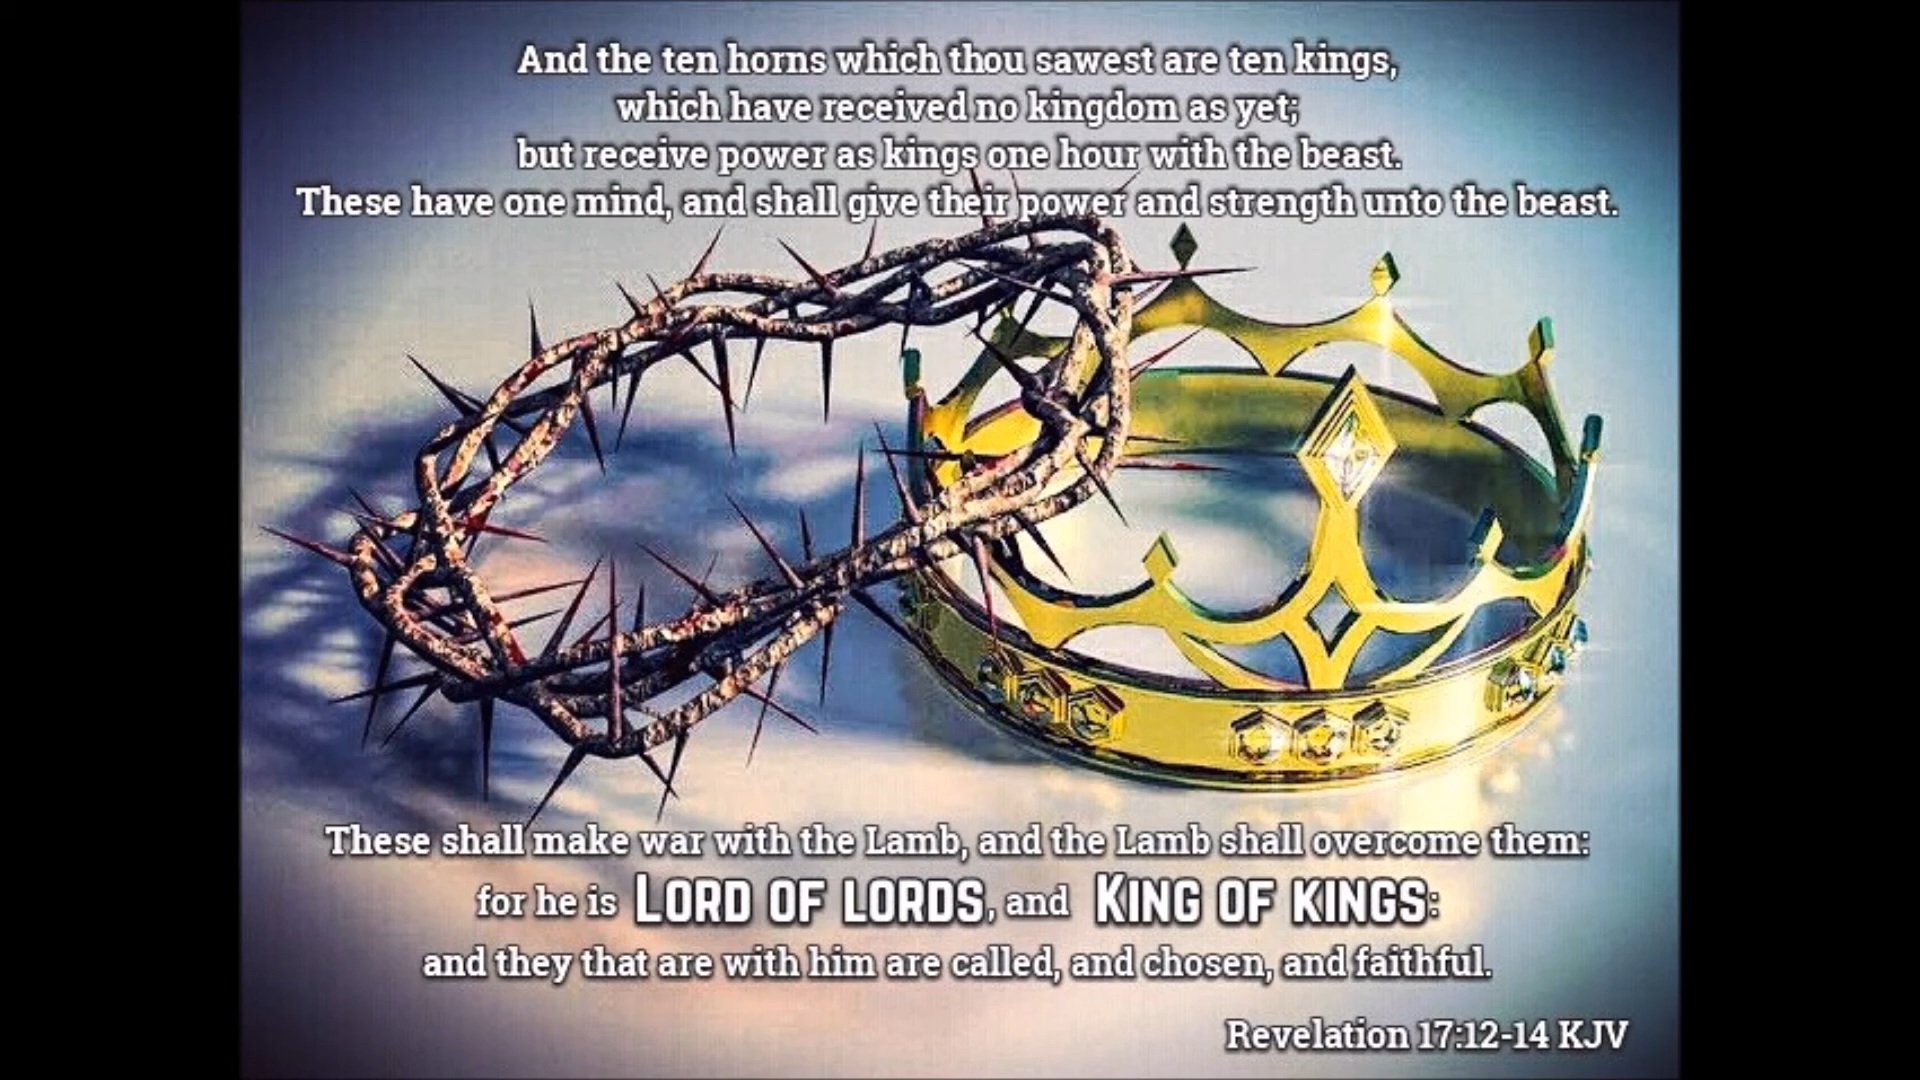 And the ten horns which thou sawest are ten kings,
which have received no kingdom as yet;
but receive power as kings one hour with the beast.
These have one mind, and shall give their power and strength unto the beast.
These shall make war with the Lamb, and the Lamb shall overcome them:
for he is LORD OF LORDS, and KING OF KINGS:
and they that are with him are called, and chosen, and faithful.
Revelation 17:12-14 KJV